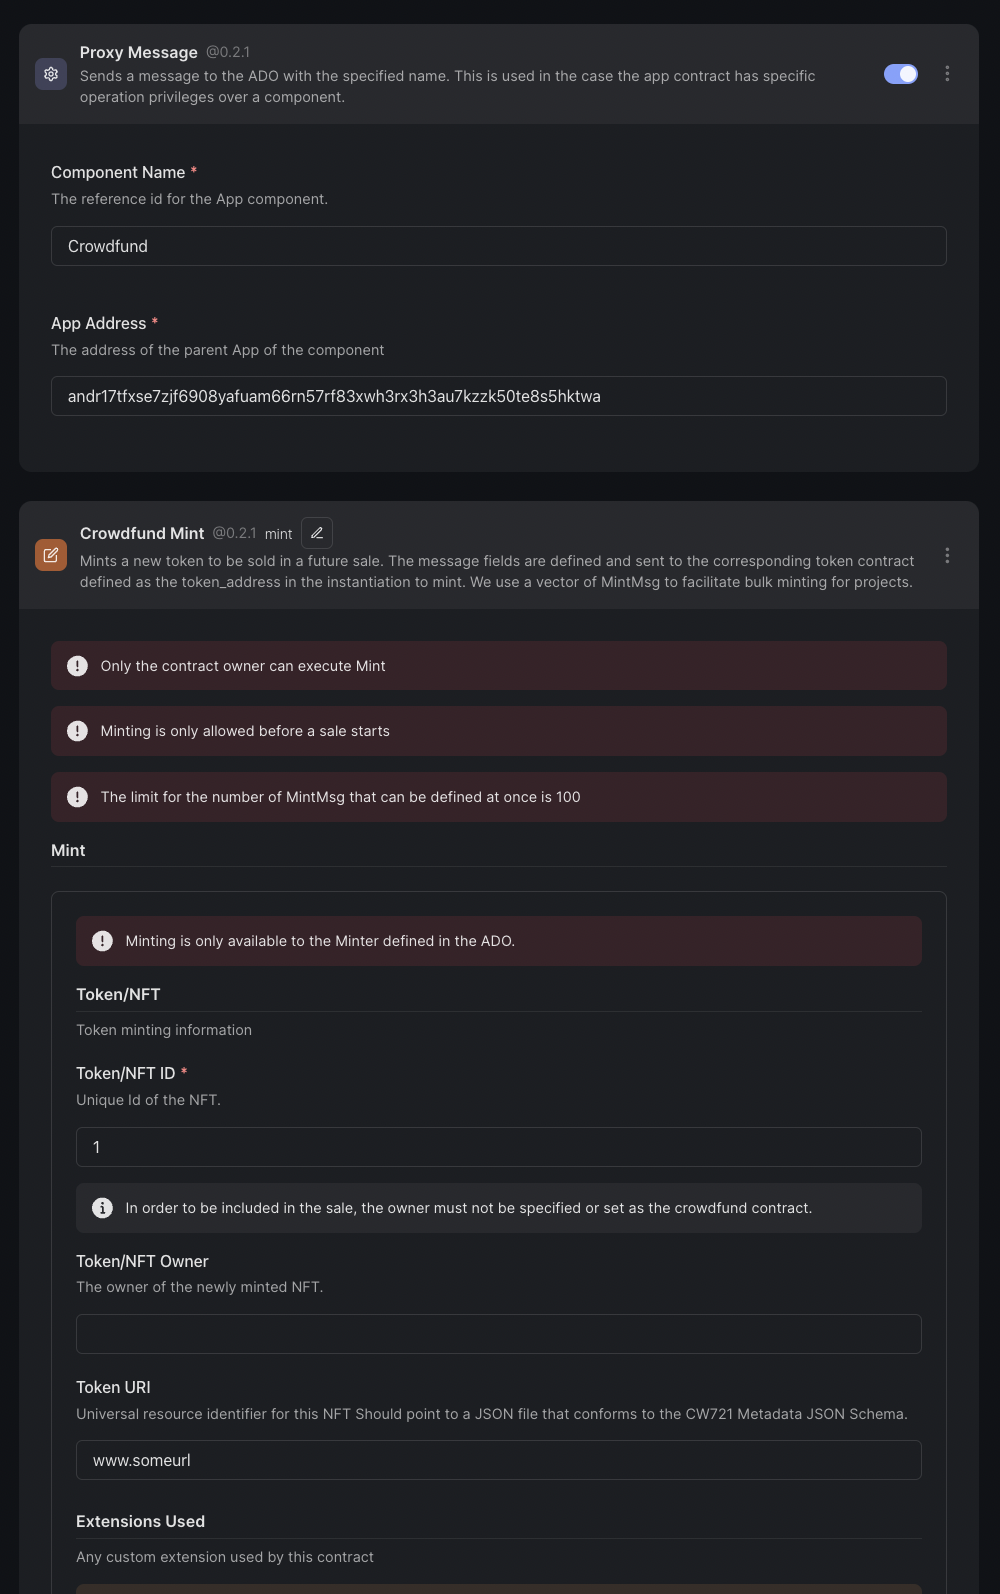 Proxy Message @0.2.1
Sends a message to the ADO with the specified name. This is used in the case the app contract has specific
operation privileges over a component.
Component Name *
The reference id for the App component.
Crowdfund
App Address *
The address of the parent App of the component
andr17tfxse7zjf6908yafuam66rn57rf83xwh3rx3h3au7kzzk50te8s5hktwa
Crowdfund Mint @0.2.1 mint
Mints a new token to be sold in a future sale. The message fields are defined and sent to the corresponding token contract
defined as the token_address in the instantiation to mint. We use a vector of MintMsg to facilitate bulk minting for projects.
Only the contract owner can execute Mint
Minting is only allowed before a sale starts
The limit for the number of MintMsg that can be defined at once is 100
Mint
Minting is only available to the Minter defined in the ADO.
Token/NFT
Token minting information
Token/NFT ID *
Unique Id of the NFT.
1
In order to be included in the sale, the owner must not be specified or set as the crowdfund contract.
Token/NFT Owner
The owner of the newly minted NFT.
Token URI
Universal resource identifier for this NFT Should point to a JSON file that conforms to the CW721 Metadata JSON Schema.
www.someurl
Extensions Used
Any custom extension used by this contract